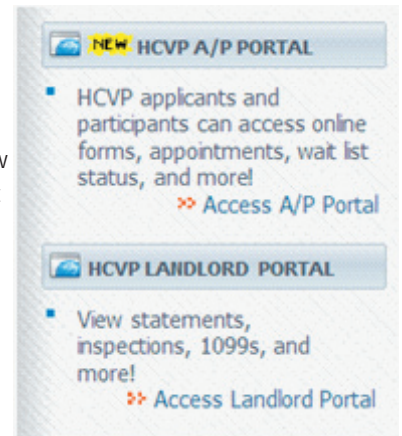 NEW HCVP A/P PORTAL
HCVP applicants and
participants can access online
forms, appointments, wait list
status, and more!
>> Access A/P Portal
HCVP LANDLORD PORTAL
View statements,
inspections, 1099s, and
more!
>> Access Landlord Portal